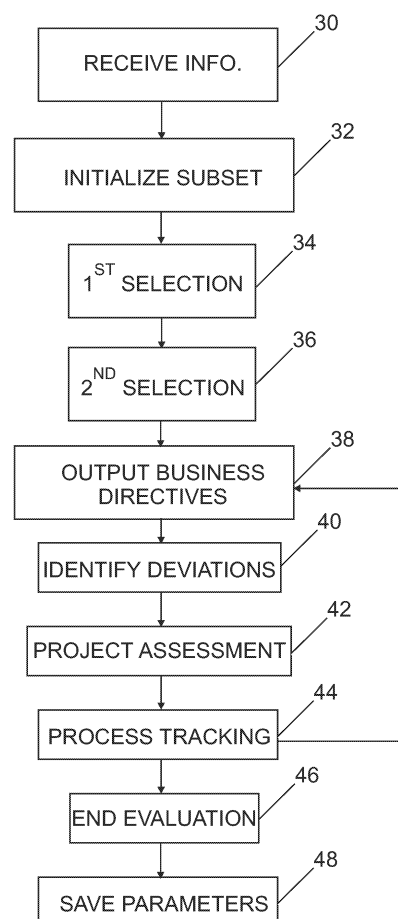 30
RECEIVE INFO.
32
INITIALIZE SUBSET
34
1ST SELECTION
36
2ND SELECTION
38
OUTPUT BUSINESS
DIRECTIVES
40
IDENTIFY DEVIATIONS
42
PROJECT ASSESSMENT
44
PROCESS TRACKING
46
END EVALUATION
48
SAVE PARAMETERS